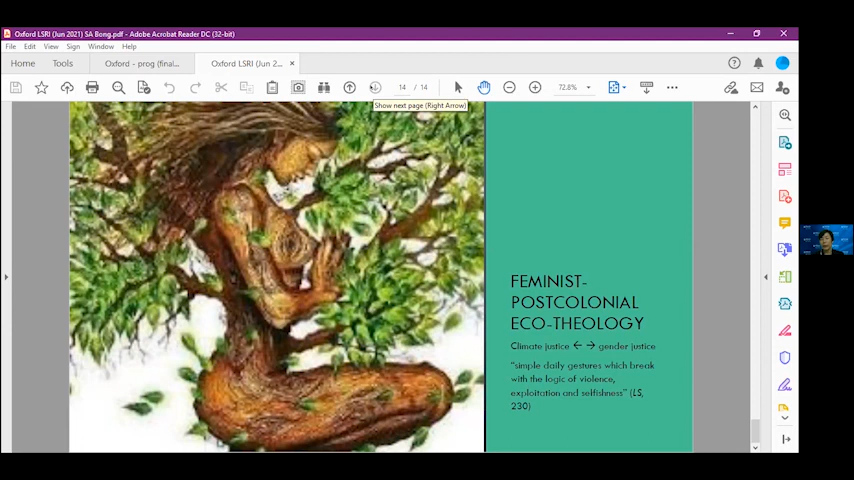 Oxford LSRI (Jun 2021) SA Bong.pdf - Adobe Acrobat Reader DC (32-bit)
File Edit View Sign Window Help
Home Tools Oxford - prog (final... Oxford LSRI (Jun 2... ×
14 / 14 72.8%
Show next page (Right Arrow)
FEMINIST-
POSTCOLONIAL
ECO-THEOLOGY
Climate justice ← → gender justice
"simple daily gestures which break
with the logic of violence,
exploitation and selfishness" (LS,
230)